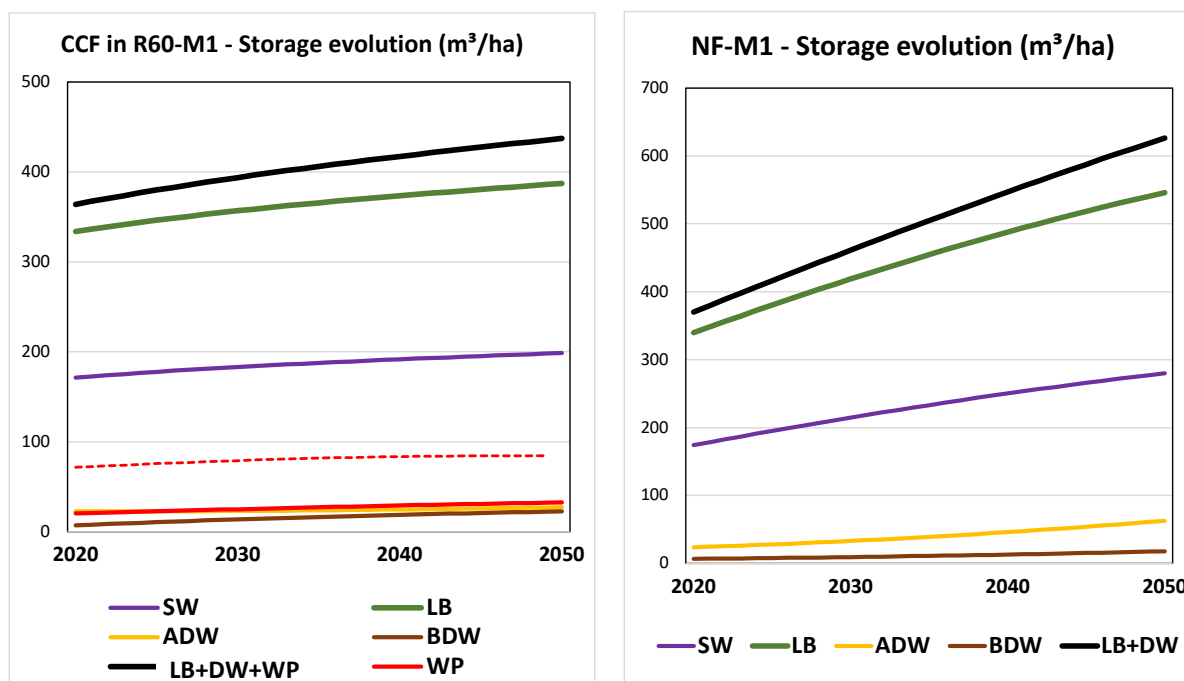 CCF in R60-M1 - Storage evolution (m³/ha)
500
400
300
200
100
0
2020 2030 2040 2050
SW LB
ADW BDW
LB+DW+WP WP
NF-M1 - Storage evolution (m³/ha)
700
600
500
400
300
200
100
0
2020 2030 2040 2050
SW LB ADW BDW LB+DW